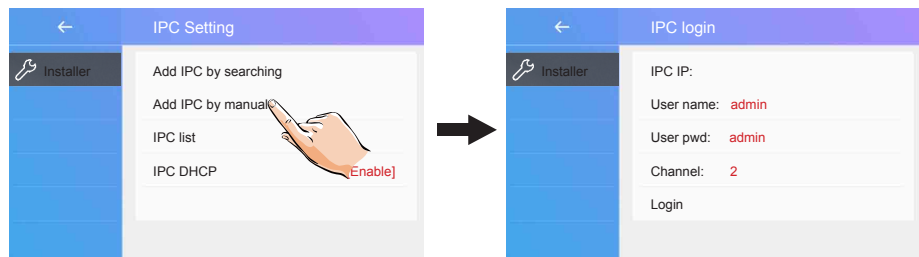 IPC Setting
Installer
Add IPC by searching
Add IPC by manual
IPC list
IPC DHCP Enable]
IPC login
Installer
IPC IP:
User name: admin
User pwd: admin
Channel: 2
Login